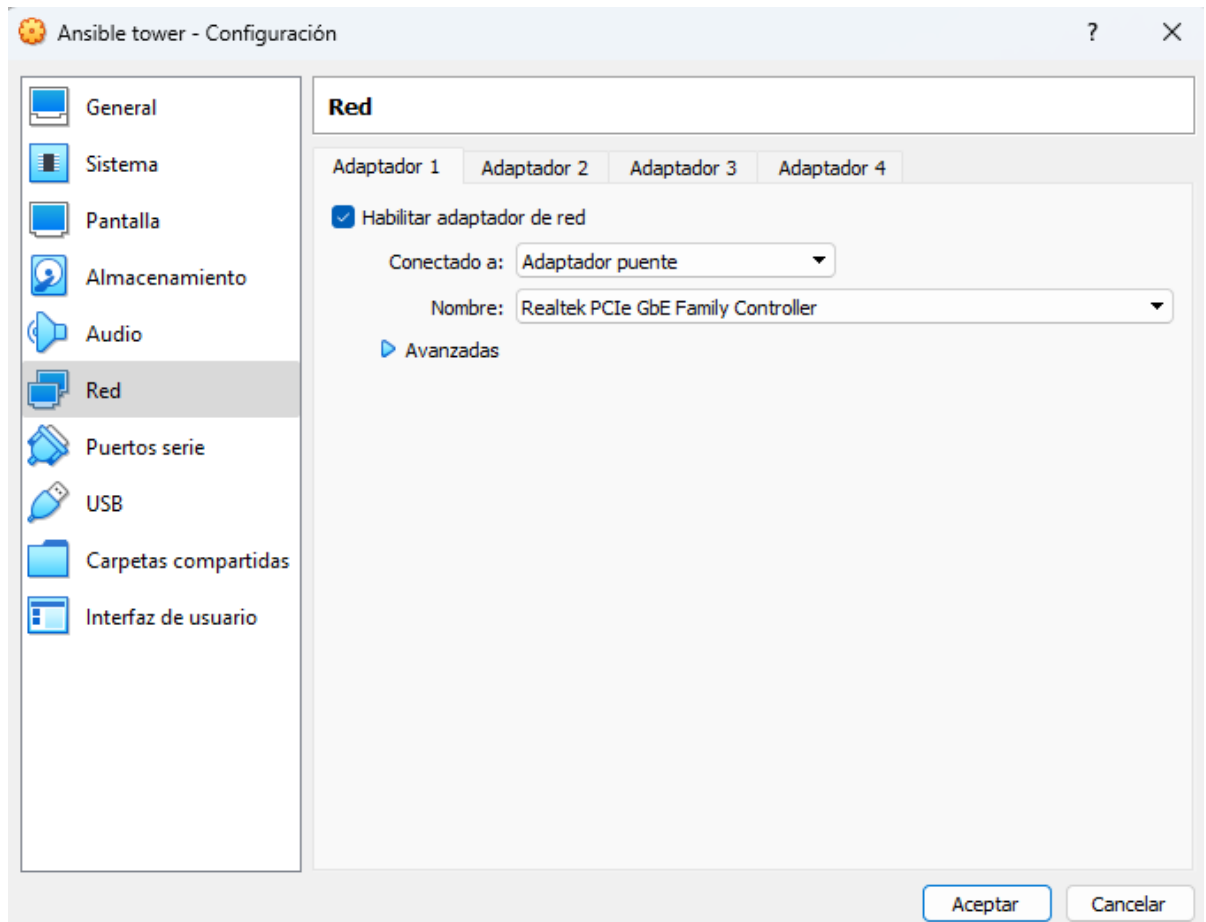 Ansible tower - Configuración ?
General
Sistema
Pantalla
Almacenamiento
Audio
Red
Puertos serie
USB
Carpetas compartidas
Interfaz de usuario
Red
Adaptador 1 Adaptador 2 Adaptador 3 Adaptador 4
Habilitar adaptador de red
Conectado a: Adaptador puente
Nombre: Realtek PCIe GbE Family Controller
Avanzadas
Aceptar Cancelar